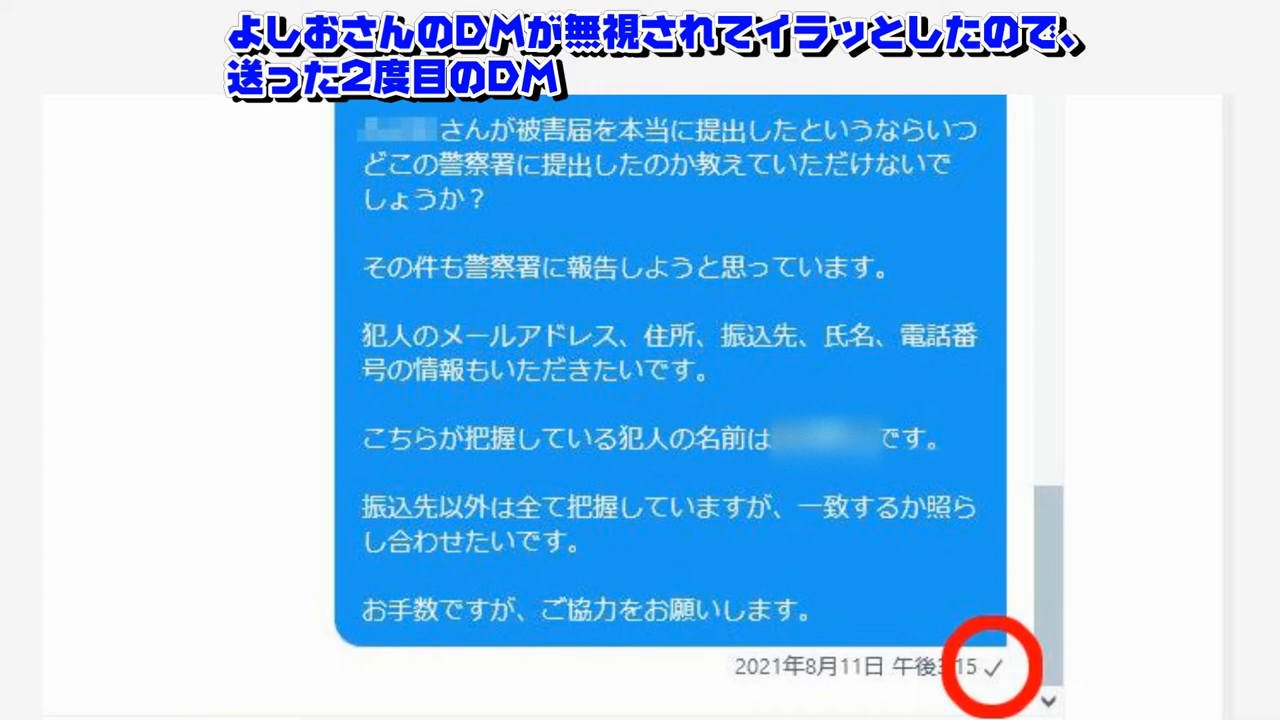 よしおさんのDMが無視されてイラッとしたので、
送った2度目のDM
さんが被害届を本当に提出したというならいつ
どこの警察署に提出したのか教えていただけないで
しょうか？
その件も警察署に報告しようと思っています。
犯人のメールアドレス、住所、振込先、氏名、電話番
号の情報もいただきたいです。
こちらが把握している犯人の名前は です。
振込先以外は全て把握していますが、一致するか照ら
し合わせたいです。
お手数ですが、ご協力をお願いします。
2021年8月11日 午後3:15